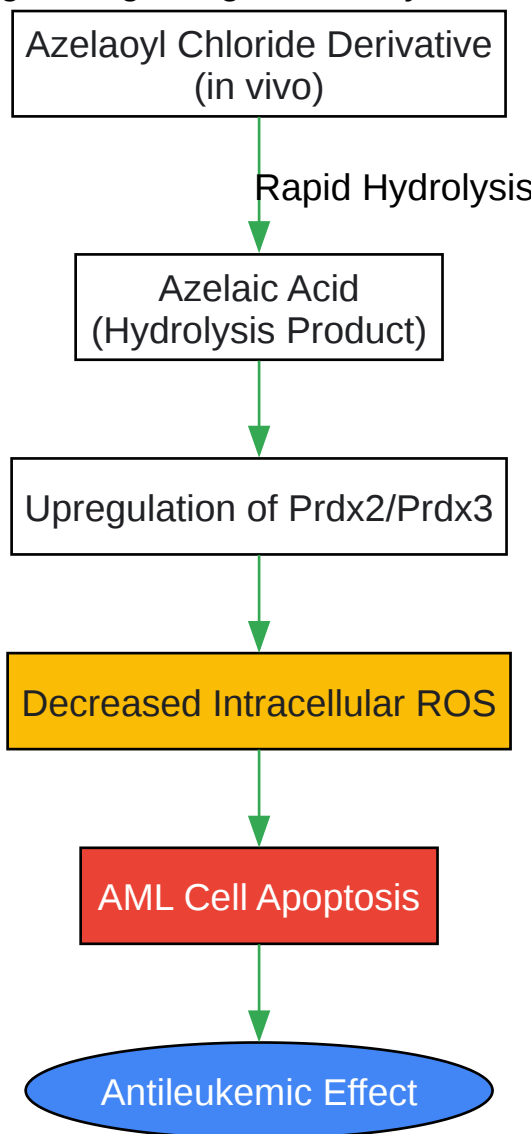 Azelaoyl Chloride Derivative
(in vivo)
Rapid Hydrolysis
Azelaic Acid
(Hydrolysis Product)
Upregulation of Prdx2/Prdx3
Decreased Intracellular ROS
AML Cell Apoptosis
Antileukemic Effect